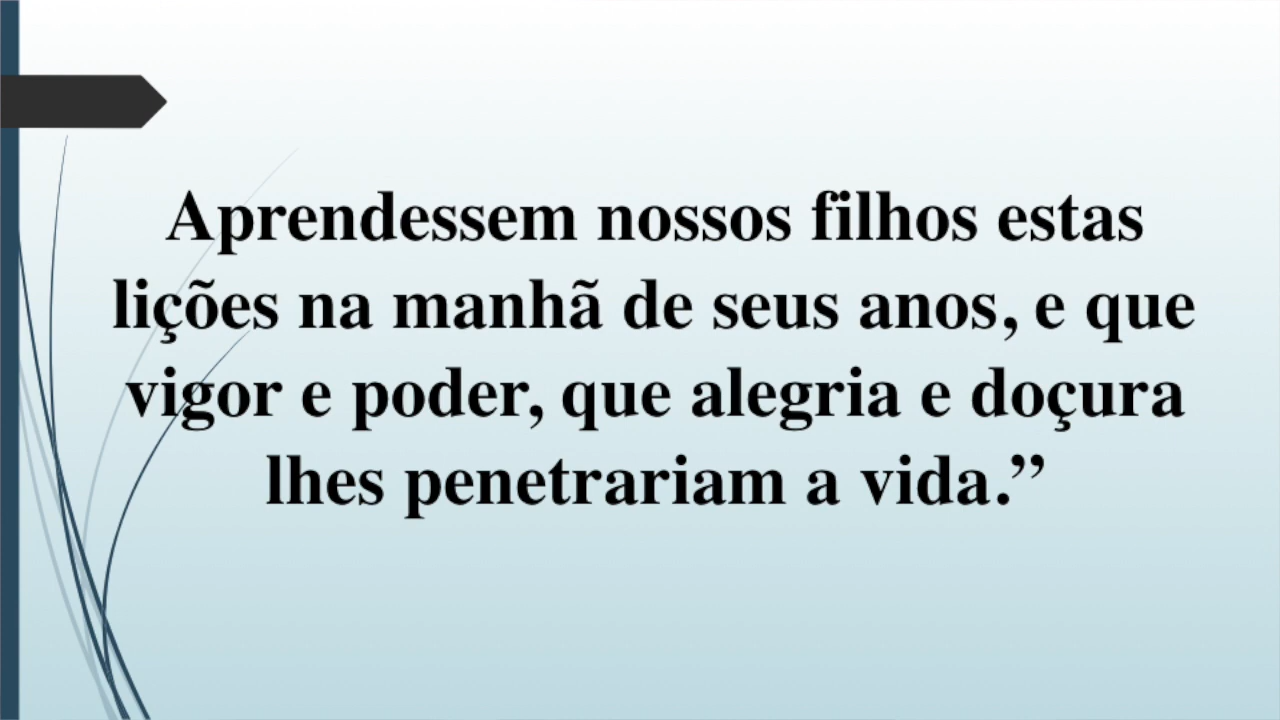 Aprendessem nossos filhos estas
lições na manhã de seus anos, e que
vigor e poder, que alegria e doçura
lhes penetrariam a vida.”